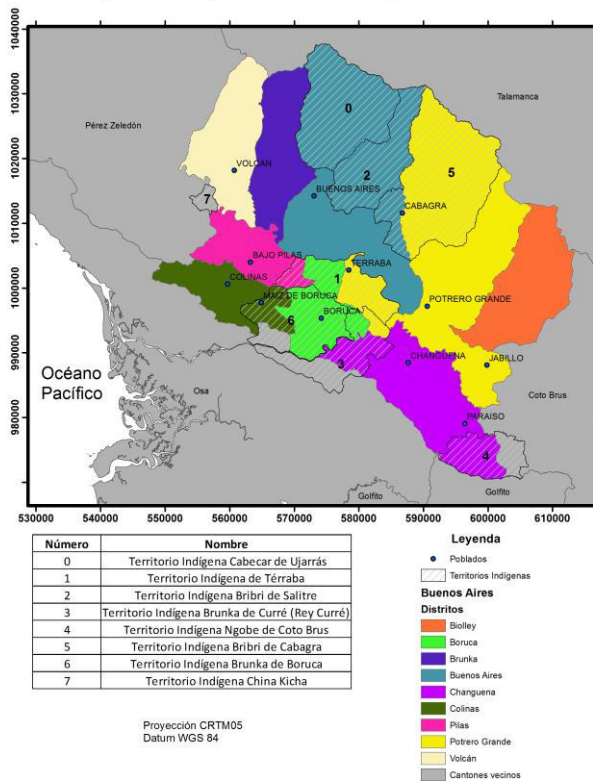 1040000
1030000
1020000
1010000
1000000
990000
980000
Pérez Zeledón
Talamanca
0
VOLCAN
2
5
BUENOS AIRES
7
CABAGRA
BAJO PILAS
TERRABA
1
COLINAS
MAIZ DE BORUCA
POTRERO GRANDE
6
BORUCA
Océano
Pacífico
3
CHANGUENA
JABILLO
Osa
Coto Brus
PARAISO
4
Golfito
Golfito
530000 540000 550000 560000 570000 580000 590000 600000 610000
Número Nombre
0 Territorio Indígena Cabecar de Ujarrás
1 Territorio Indígena de Térraba
2 Territorio Indígena Bribri de Salitre
3 Territorio Indígena Brunka de Curré (Rey Curré)
4 Territorio Indígena Ngobe de Coto Brus
5 Territorio Indígena Bribri de Cabagra
6 Territorio Indígena Brunka de Boruca
7 Territorio Indígena China Kicha
Proyección CRTM05
Datum WGS 84
Leyenda
Poblados
Territorios Indígenas
Buenos Aires
Distritos
Biolley
Boruca
Brunka
Buenos Aires
Changuena
Colinas
Pilas
Potrero Grande
Volcán
Cantones vecinos